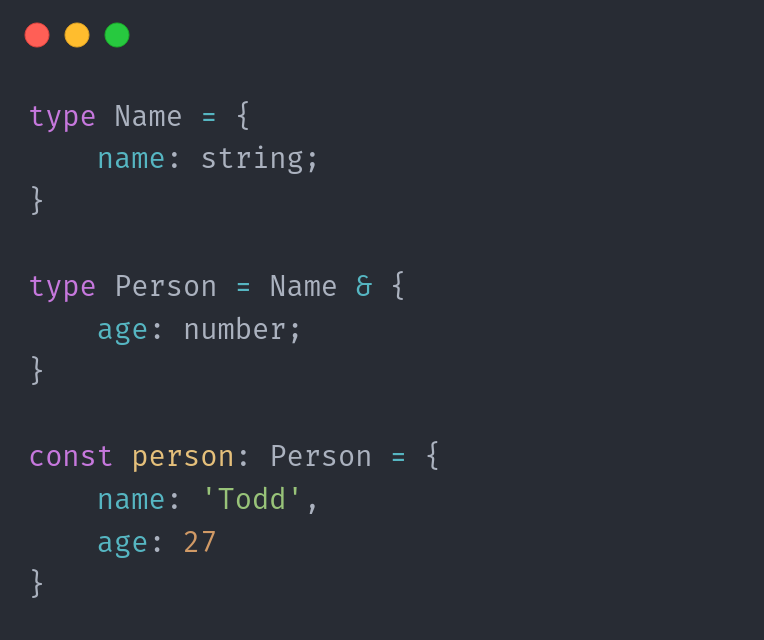 type Name = {
    name: string;
}

type Person = Name & {
    age: number;
}

const person: Person = {
    name: 'Todd',
    age: 27
}